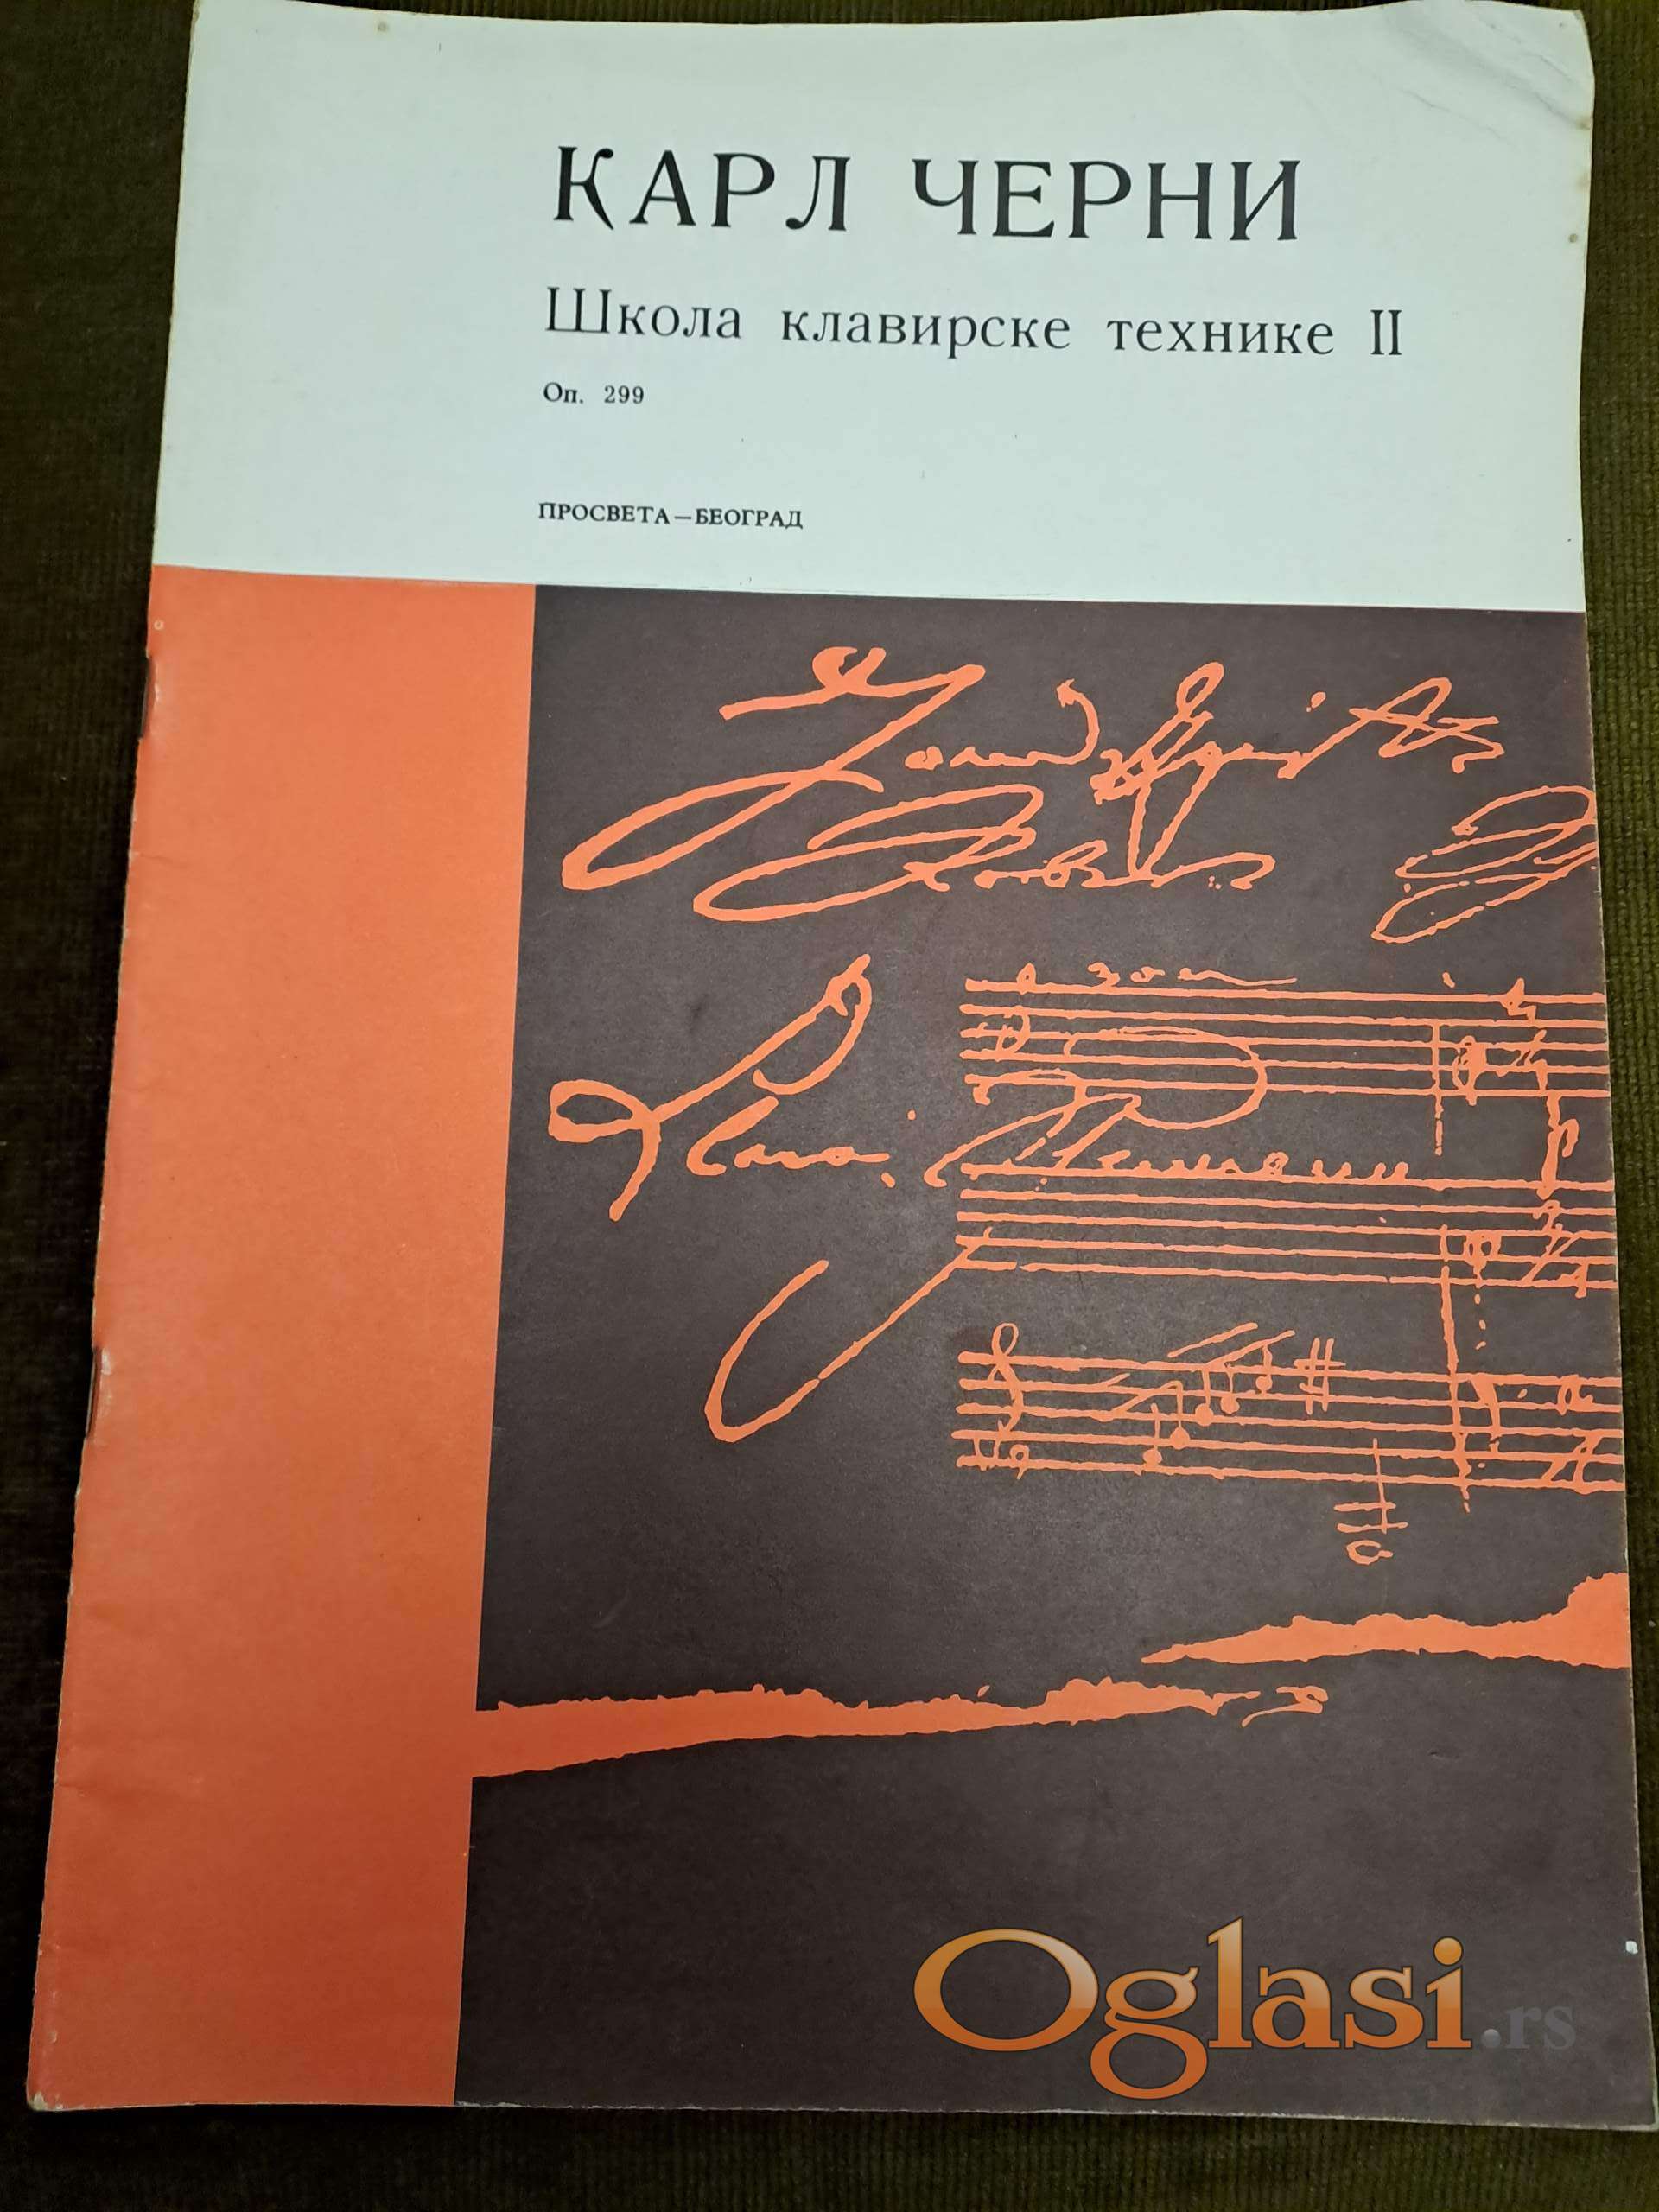 КАРЛ ЧЕРНИ
Школа клавирске технике II
Оп. 299
ПРОСВЕТА—БЕОГРАД
Oglasi.rs